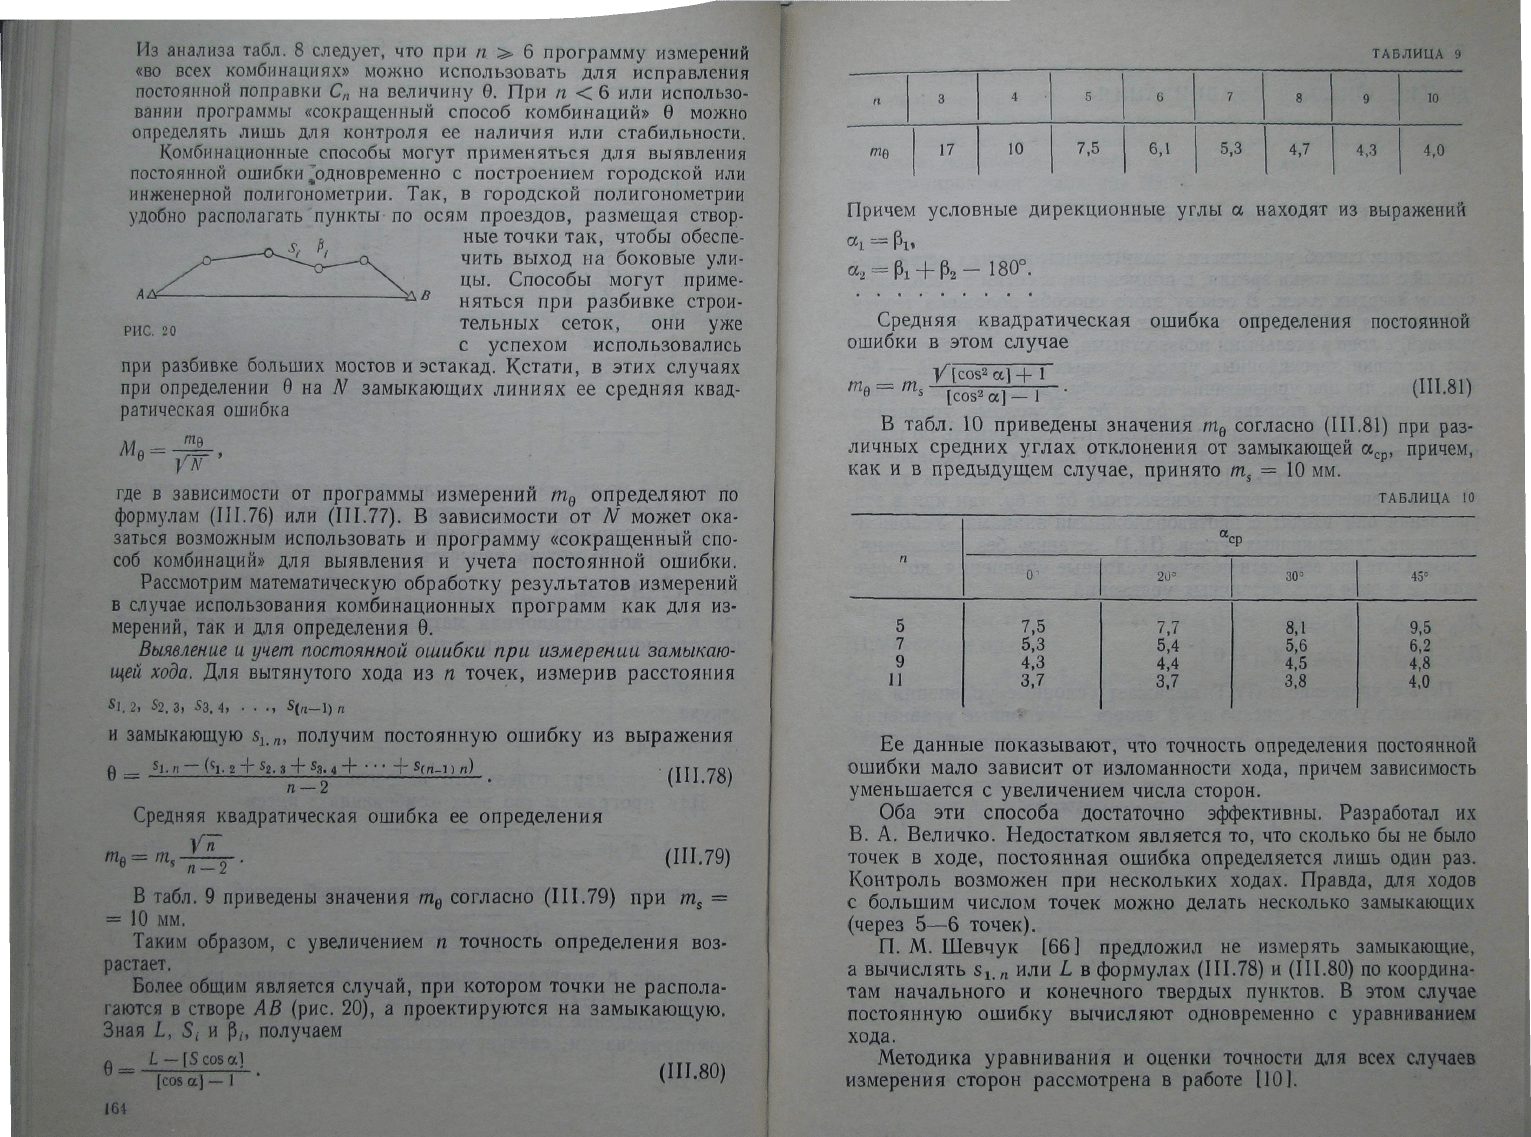 Из анализа табл. 8 следует, что при n ⩾ 6 программу измерений
«во всех комбинациях» можно использовать для исправления
постоянной поправки Cₙ на величину θ. При n < 6 или использо-
вании программы «сокращенный способ комбинаций» θ можно
определять лишь для контроля ее наличия или стабильности.
Комбинационные способы могут применяться для выявления
постоянной ошибки одновременно с построением городской или
инженерной полигонометрии. Так, в городской полигонометрии
удобно располагать пункты по осям проездов, размещая створ-
ные точки так, чтобы обеспе-
чить выход на боковые ули-
цы. Способы могут приме-
няться при разбивке строи-
тельных сеток, они уже
с успехом использовались
Sᵢ βᵢ
A B
РИС. 20
при разбивке больших мостов и эстакад. Кстати, в этих случаях
при определении θ на N замыкающих линиях ее средняя квад-
ратическая ошибка
M_θ = m_θ / √N ,
где в зависимости от программы измерений m_θ определяют по
формулам (III.76) или (III.77). В зависимости от N может ока-
заться возможным использовать и программу «сокращенный спо-
соб комбинаций» для выявления и учета постоянной ошибки.
Рассмотрим математическую обработку результатов измерений
в случае использования комбинационных программ как для из-
мерений, так и для определения θ.
Выявление и учет постоянной ошибки при измерении замыкаю-
щей хода. Для вытянутого хода из n точек, измерив расстояния
s₁.₂, s₂.₃, s₃.₄, . . ., s₍ₙ₋₁₎ ₙ
и замыкающую s₁.ₙ, получим постоянную ошибку из выражения
θ = (s₁.ₙ — (s₁.₂ + s₂.₃ + s₃.₄ + ··· + s₍ₙ₋₁₎ ₙ)) / (n — 2) . (III.78)
Средняя квадратическая ошибка ее определения
m_θ = m_s √n / (n — 2) . (III.79)
В табл. 9 приведены значения m_θ согласно (III.79) при m_s =
= 10 мм.
Таким образом, с увеличением n точность определения воз-
растает.
Более общим является случай, при котором точки не распола-
гаются в створе AB (рис. 20), а проектируются на замыкающую.
Зная L, Sᵢ и βᵢ, получаем
θ = (L — [S cos α]) / ([cos α] — 1) . (III.80)
164
ТАБЛИЦА 9
n 3 4 5 6 7 8 9 10
m_θ 17 10 7,5 6,1 5,3 4,7 4,3 4,0
Причем условные дирекционные углы α находят из выражений
α₁ = β₁,
α₂ = β₁ + β₂ — 180°.
. . . . . . . . .
Средняя квадратическая ошибка определения постоянной
ошибки в этом случае
m_θ = m_s √([cos² α] + 1) / ([cos² α] — 1) . (III.81)
В табл. 10 приведены значения m_θ согласно (III.81) при раз-
личных средних углах отклонения от замыкающей α_ср, причем,
как и в предыдущем случае, принято m_s = 10 мм.
ТАБЛИЦА 10
n α_ср
0° 20° 30° 45°
5 7,5 7,7 8,1 9,5
7 5,3 5,4 5,6 6,2
9 4,3 4,4 4,5 4,8
11 3,7 3,7 3,8 4,0
Ее данные показывают, что точность определения постоянной
ошибки мало зависит от изломанности хода, причем зависимость
уменьшается с увеличением числа сторон.
Оба эти способа достаточно эффективны. Разработал их
В. А. Величко. Недостатком является то, что сколько бы не было
точек в ходе, постоянная ошибка определяется лишь один раз.
Контроль возможен при нескольких ходах. Правда, для ходов
с большим числом точек можно делать несколько замыкающих
(через 5—6 точек).
П. М. Шевчук [66] предложил не измерять замыкающие,
а вычислять s₁.ₙ или L в формулах (III.78) и (III.80) по координа-
там начального и конечного твердых пунктов. В этом случае
постоянную ошибку вычисляют одновременно с уравниванием
хода.
Методика уравнивания и оценки точности для всех случаев
измерения сторон рассмотрена в работе [10].